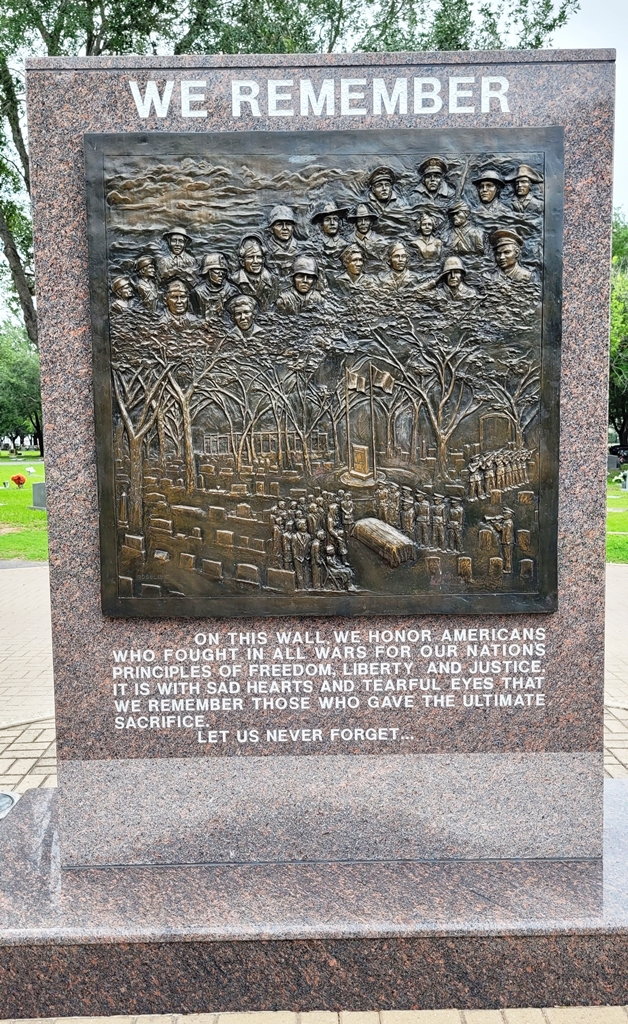 WE REMEMBER
ON THIS WALL, WE HONOR AMERICANS
WHO FOUGHT IN ALL WARS FOR OUR NATIONS
PRINCIPLES OF FREEDOM, LIBERTY AND JUSTICE.
IT IS WITH SAD HEARTS AND TEARFUL EYES THAT
WE REMEMBER THOSE WHO GAVE THE ULTIMATE
SACRIFICE.
LET US NEVER FORGET...